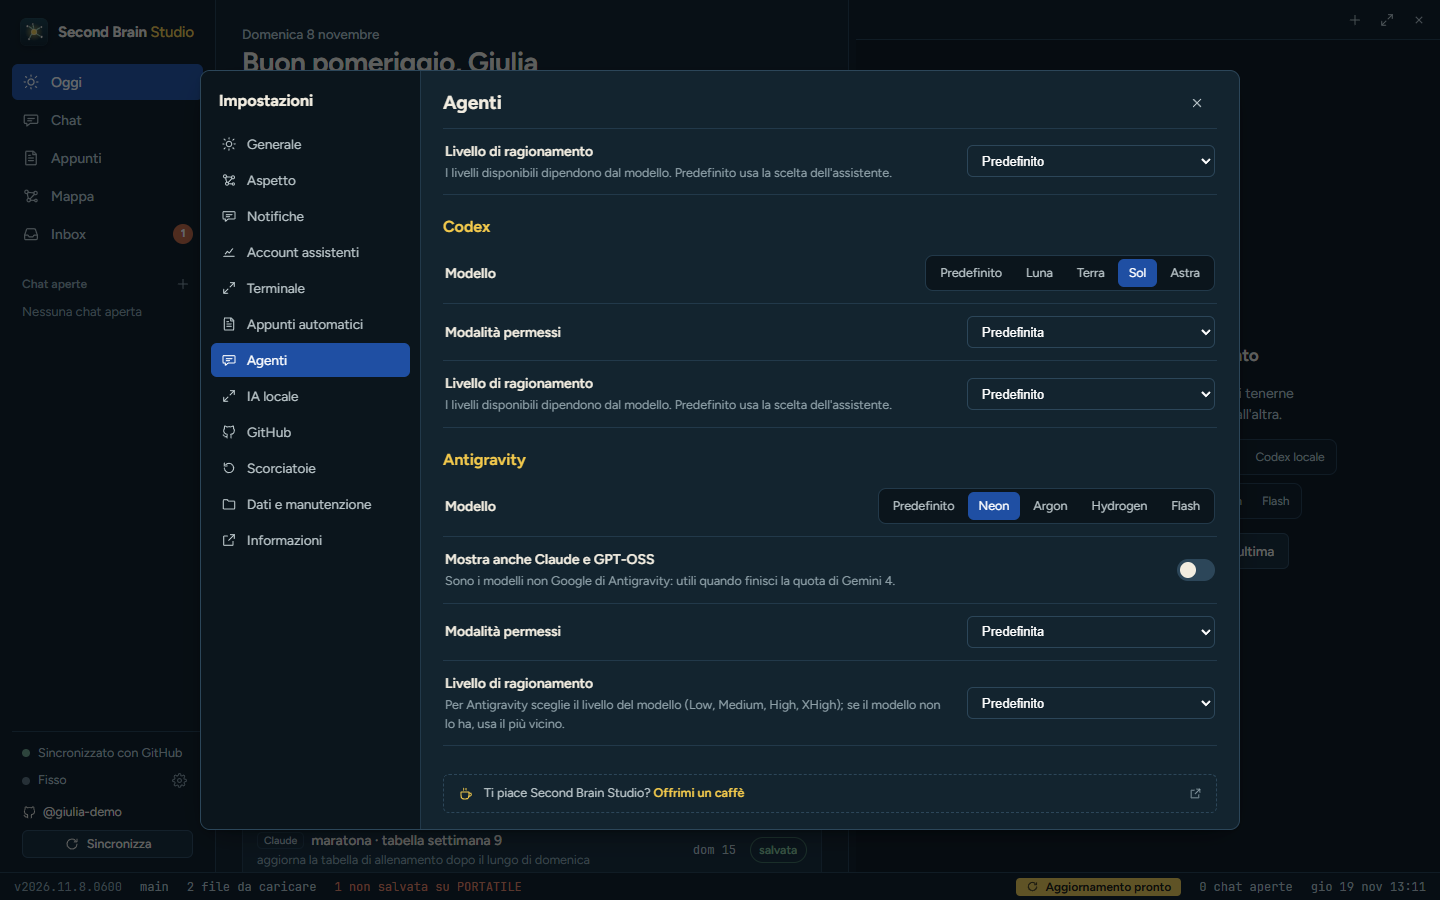 Second Brain Studio
Oggi
Chat
Appunti
Mappa
Inbox
1
Chat aperte
Nessuna chat aperta
Sincronizzato con GitHub
Fisso
@giulia-demo
Sincronizza
Domenica 8 novembre
Buon pomeriggio, Giulia
Impostazioni
Generale
Aspetto
Notifiche
Account assistenti
Terminale
Appunti automatici
Agenti
IA locale
GitHub
Scorciatoie
Dati e manutenzione
Informazioni
Agenti
Livello di ragionamento
I livelli disponibili dipendono dal modello. Predefinito usa la scelta dell'assistente.
Predefinito
Codex
Modello
Predefinito Luna Terra Sol Astra
Modalità permessi
Predefinita
Livello di ragionamento
I livelli disponibili dipendono dal modello. Predefinito usa la scelta dell'assistente.
Predefinito
Antigravity
Modello
Predefinito Neon Argon Hydrogen Flash
Mostra anche Claude e GPT-OSS
Sono i modelli non Google di Antigravity: utili quando finisci la quota di Gemini 4.
Modalità permessi
Predefinita
Livello di ragionamento
Per Antigravity sceglie il livello del modello (Low, Medium, High, XHigh); se il modello non
lo ha, usa il più vicino.
Predefinito
Ti piace Second Brain Studio? Offrimi un caffè
tenerne
all'altra.
Codex locale
Flash
ultima
Claude maratona · tabella settimana 9
aggiorna la tabella di allenamento dopo il lungo di domenica
dom 15 salvata
v2026.11.8.0600 main 2 file da caricare 1 non salvata su PORTATILE
Aggiornamento pronto 0 chat aperte gio 19 nov 13:11